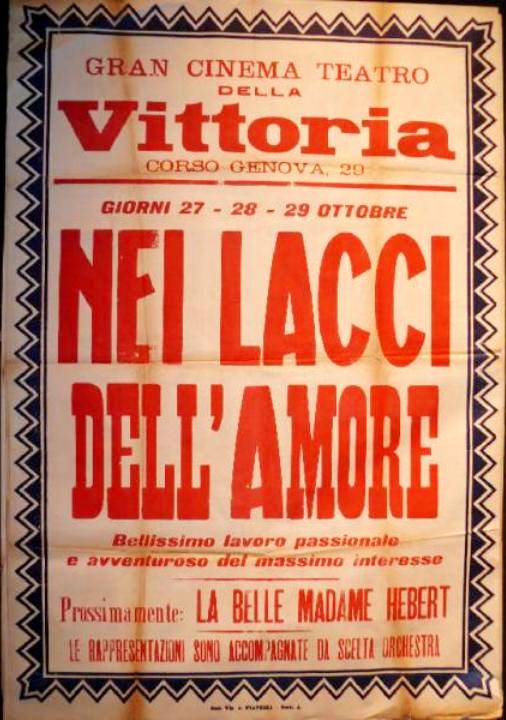 GRAN CINEMA TEATRO
DELLA
Vittoria
CORSO GENOVA, 29
GIORNI 27 - 28 - 29 OTTOBRE
NEI LACCI
DELL'AMORE
Bellissimo lavoro passionale
e avventuroso del massimo interesse
Prossimamente: LA BELLE MADAME HEBERT
LE RAPPRESENTAZIONI SONO ACCOMPAGNATE DA SCELTA ORCHESTRA